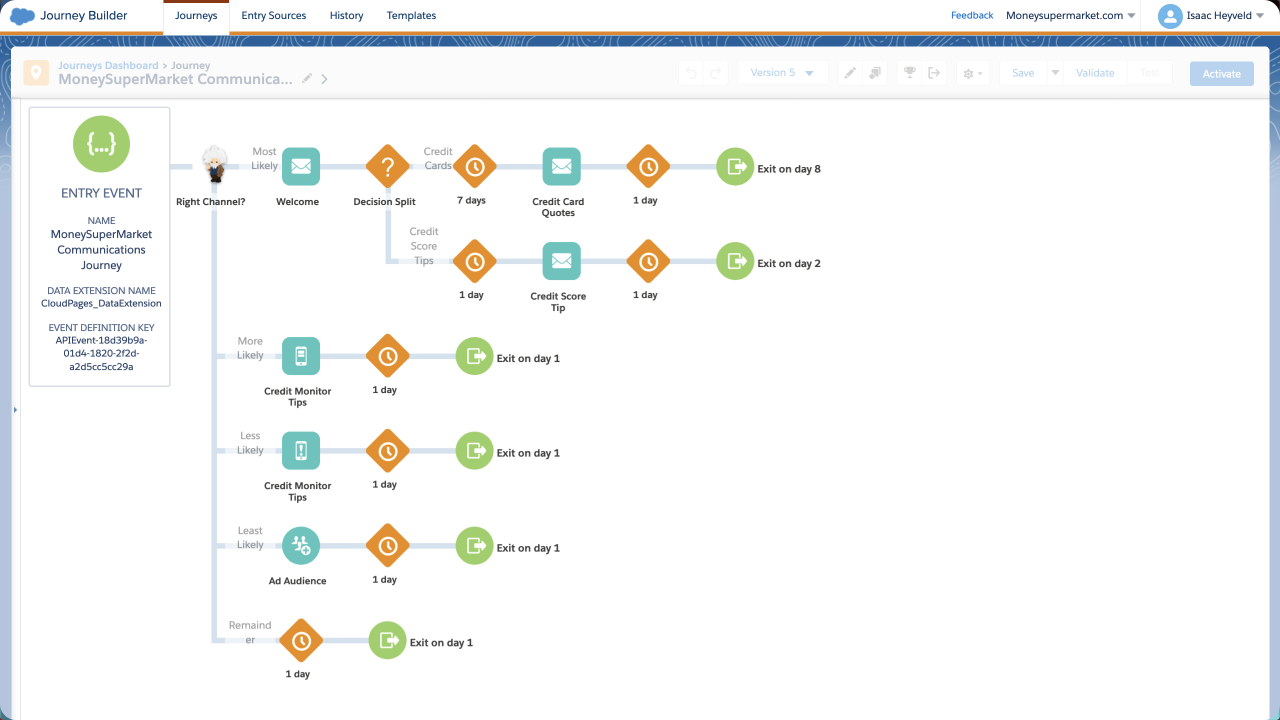 Journey Builder
Journeys
Entry Sources
History
Templates
Feedback
Moneysupermarket.com
Isaac Heyveld
Journeys Dashboard > Journey
MoneySuperMarket Communica...
Version 5
Save
Validate
Test
Activate
{...}
ENTRY EVENT
NAME
MoneySuperMarket
Communications
Journey
DATA EXTENSION NAME
CloudPages_DataExtension
EVENT DEFINITION KEY
APIEvent-18d39b9a-
01d4-1820-2f2d-
a2d5cc5cc29a
Right Channel?
Most
Likely
Welcome
?
Decision Split
Credit
Cards
7 days
Credit Card
Quotes
1 day
Exit on day 8
Credit
Score
Tips
1 day
Credit Score
Tip
1 day
Exit on day 2
More
Likely
Credit Monitor
Tips
1 day
Exit on day 1
Less
Likely
Credit Monitor
Tips
1 day
Exit on day 1
Least
Likely
Ad Audience
1 day
Exit on day 1
Remaind
er
1 day
Exit on day 1